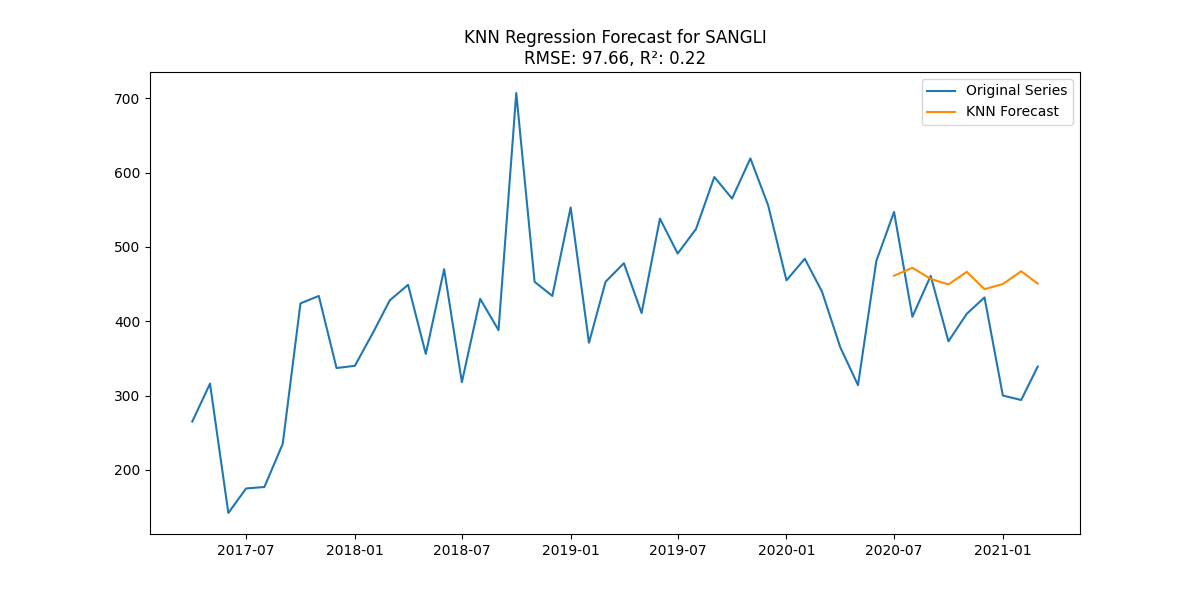 KNN Regression Forecast for SANGLI
RMSE: 97.66, R²: 0.22
Original Series
KNN Forecast
700
600
500
400
300
200
2017-07 2018-01 2018-07 2019-01 2019-07 2020-01 2020-07 2021-01